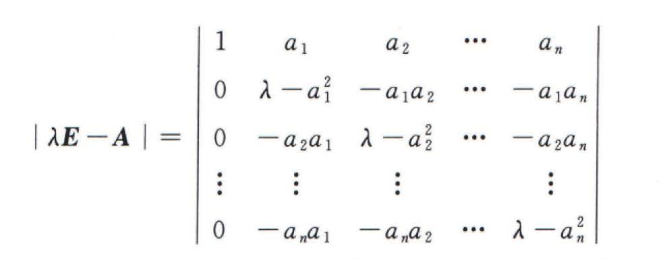 1 a₁ a₂ ⋯ aₙ
0 λ−a₁² −a₁a₂ ⋯ −a₁aₙ
|λE−A|= 0 −a₂a₁ λ−a₂² ⋯ −a₂aₙ
⋮ ⋮ ⋮ ⋮
0 −aₙa₁ −aₙa₂ ⋯ λ−aₙ²